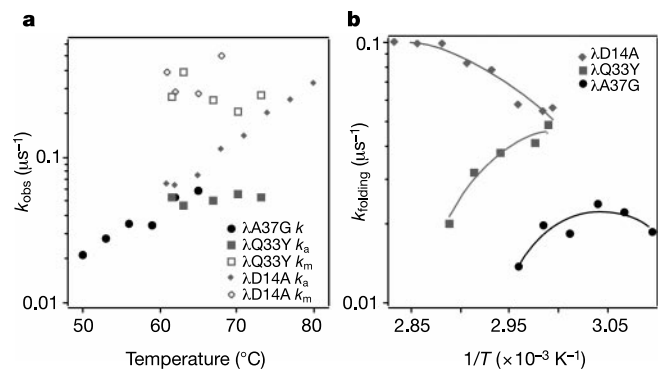 a
k_obs (μs⁻¹)
0.1
0.01
50
60
70
80
Temperature (°C)
λA37G k
λQ33Y k_a
λQ33Y k_m
λD14A k_a
λD14A k_m
b
k_folding (μs⁻¹)
0.1
0.01
2.85
2.95
3.05
1/T (×10⁻³ K⁻¹)
λD14A
λQ33Y
λA37G